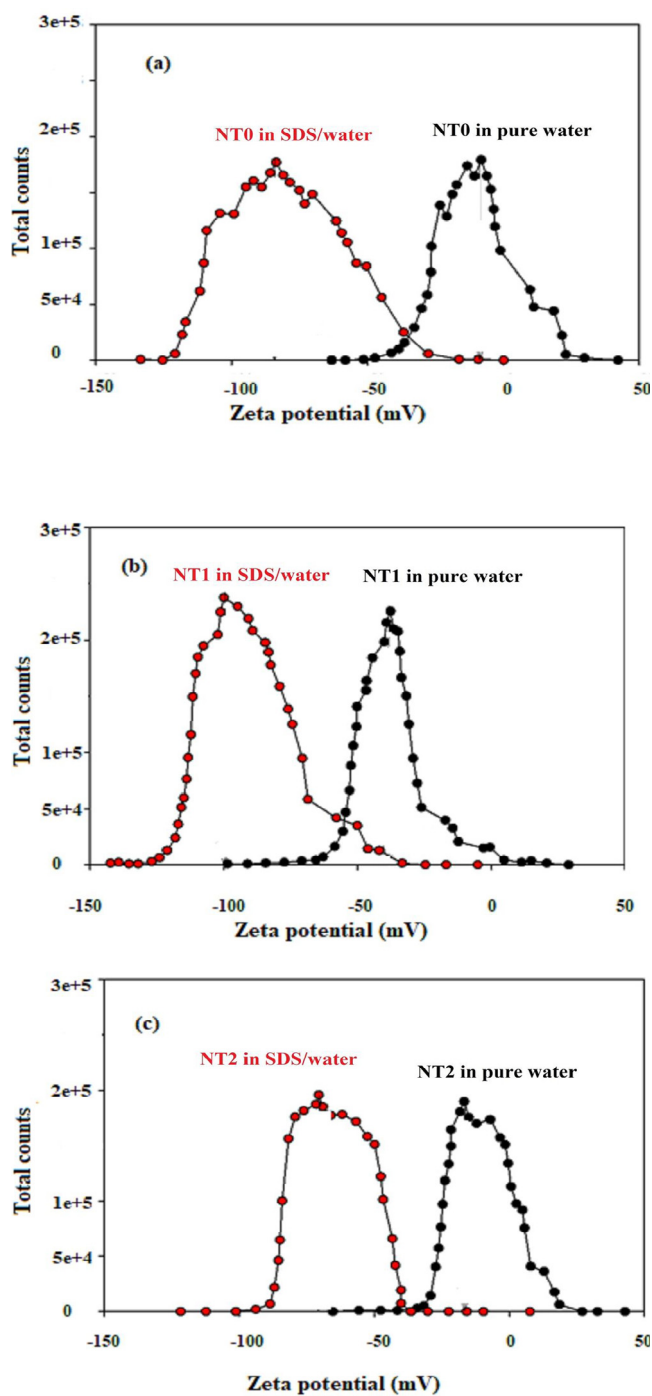 3e+5
(a)
NT0 in SDS/water
NT0 in pure water
2e+5
Total counts
1e+5
5e+4
0
-150
-100
-50
0
50
Zeta potential (mV)
3e+5
(b)
NT1 in SDS/water
NT1 in pure water
2e+5
Total counts
1e+5
5e+4
0
-150
-100
-50
0
50
Zeta potential (mV)
3e+5
(c)
NT2 in SDS/water
NT2 in pure water
2e+5
Total counts
1e+5
5e+4
0
-150
-100
-50
0
50
Zeta potential (mV)